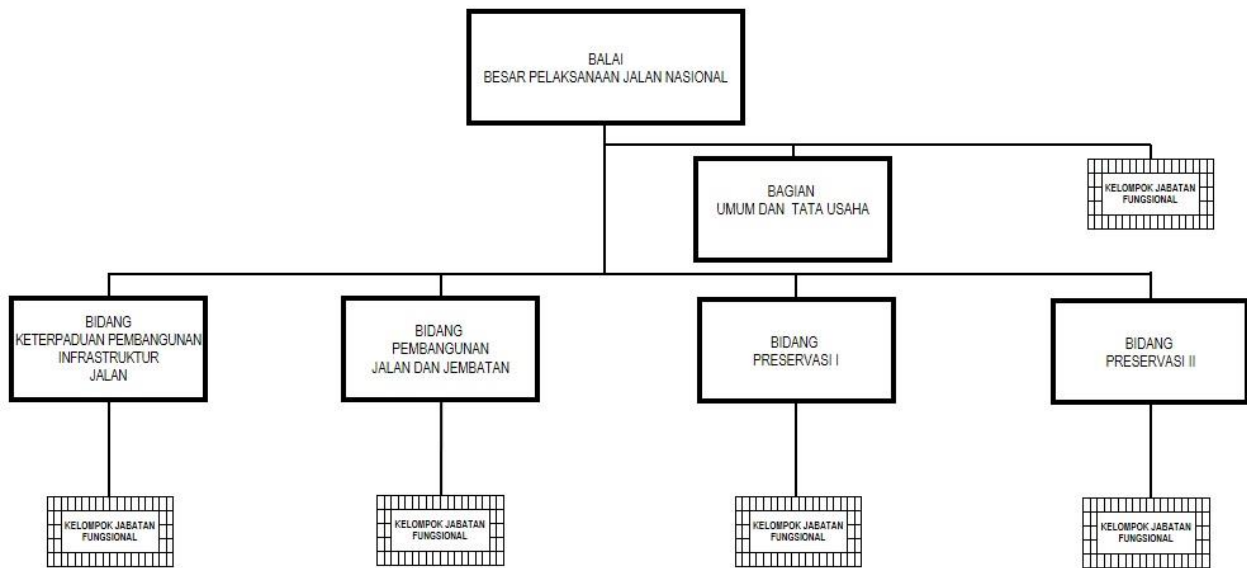 BALAI
BESAR PELAKSANAAN JALAN NASIONAL
BAGIAN
UMUM DAN TATA USAHA
KELOMPOK JABATAN
FUNGSIONAL
BIDANG
KETERPADUAN PEMBANGUNAN
INFRASTRUKTUR
JALAN
BIDANG
PEMBANGUNAN
JALAN DAN JEMBATAN
BIDANG
PRESERVASI I
BIDANG
PRESERVASI II
KELOMPOK JABATAN
FUNGSIONAL
KELOMPOK JABATAN
FUNGSIONAL
KELOMPOK JABATAN
FUNGSIONAL
KELOMPOK JABATAN
FUNGSIONAL